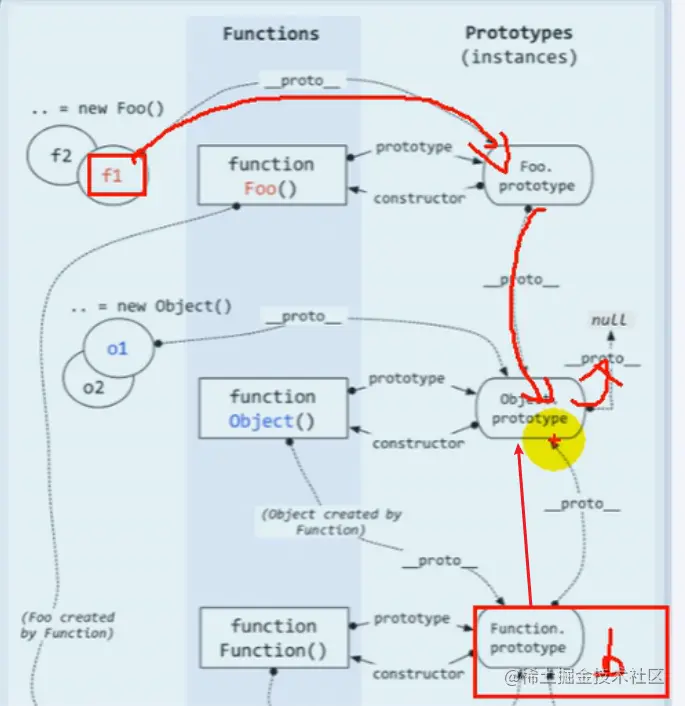 Functions
Prototypes
(instances)
__proto__
.. = new Foo()
f2
f1
function
Foo()
prototype
constructor
Foo.
prototype
__proto__
.. = new Object()
__proto__
null
__proto__
o1
o2
function
Object()
prototype
constructor
Object.
prototype
(Object created by
Function)
__proto__
__proto__
(Foo created
by Function)
function
Function()
prototype
constructor
Function.
prototype
b
@稀土掘金技术社区